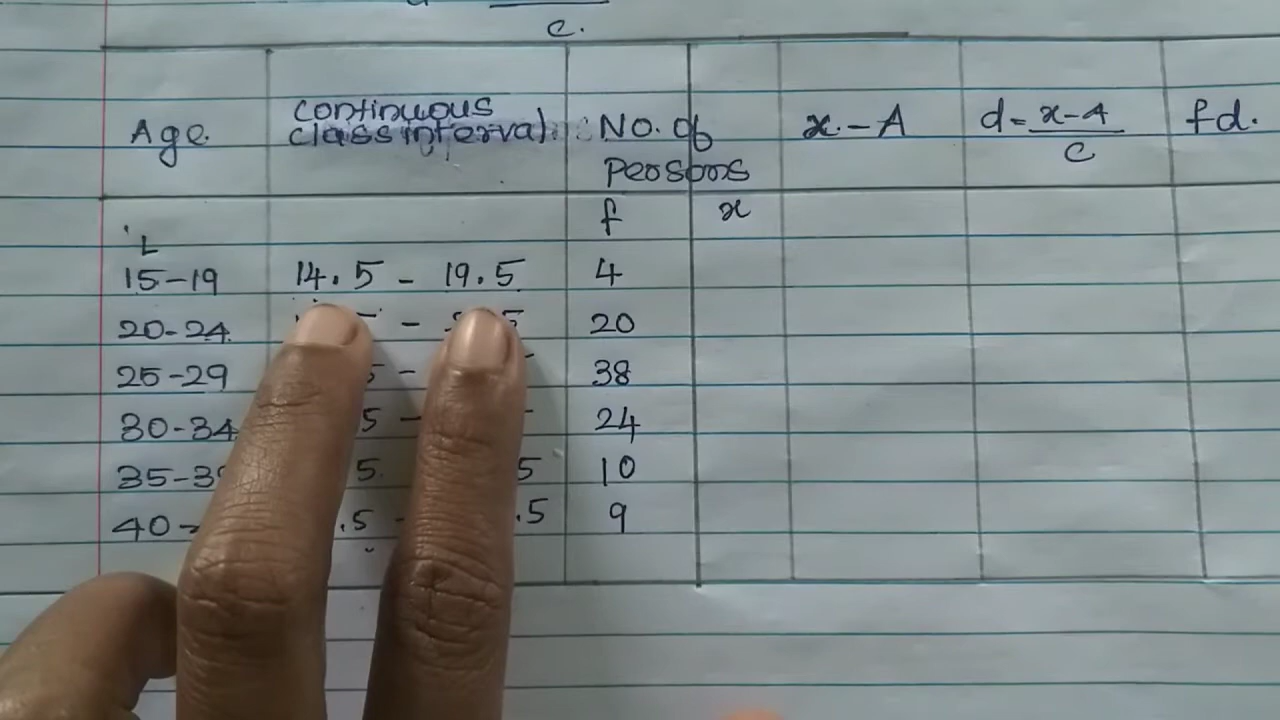 c.
Age. continuous class interval. No. of Persons x-A d= x-A / c fd.
f x
15-19 14.5 - 19.5 4
20-24 - 20
25-29 - 38
30-34 - 24
35- 10
40- 9